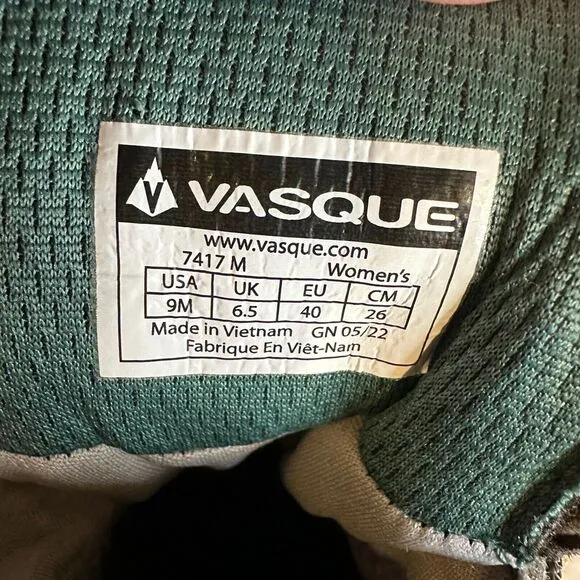 VASQUE
www.vasque.com
7417 M Women's
USA UK EU CM
9M 6.5 40 26
Made in Vietnam GN 05/22
Fabrique En Viêt-Nam